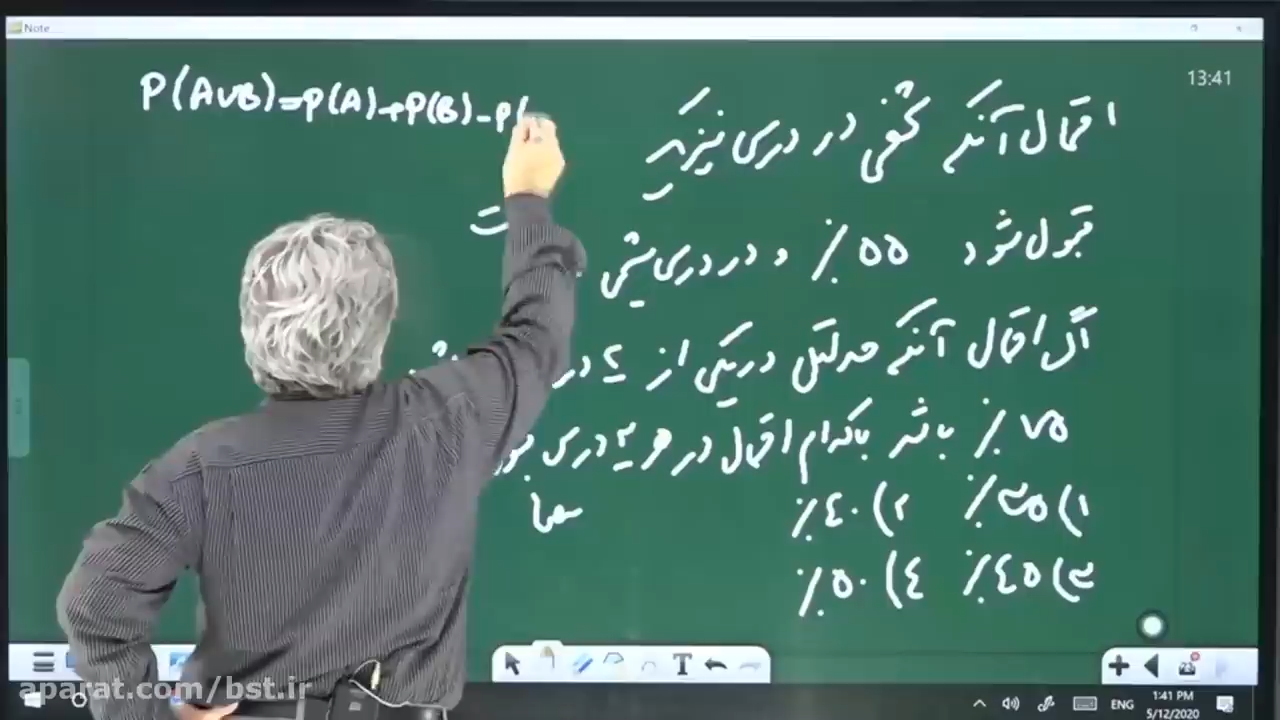 Note
13:41
P(A∪B)=P(A)+P(B)-P(
احتمال آنکه شخصی در درس فیزیک
قبول شود ۵۵٪ و در درس شیمی
اگر احتمال آنکه حداقل در یکی از ۲ در
۷۵٪ باشد با کدام احتمال در هر ۲ درس
۱) ۳۵٪ ۲) ۴۰٪
۳) ۴۵٪ ۴) ۵۰٪
T
ENG
1:41 PM
5/12/2020
aparat.com/bst.ir